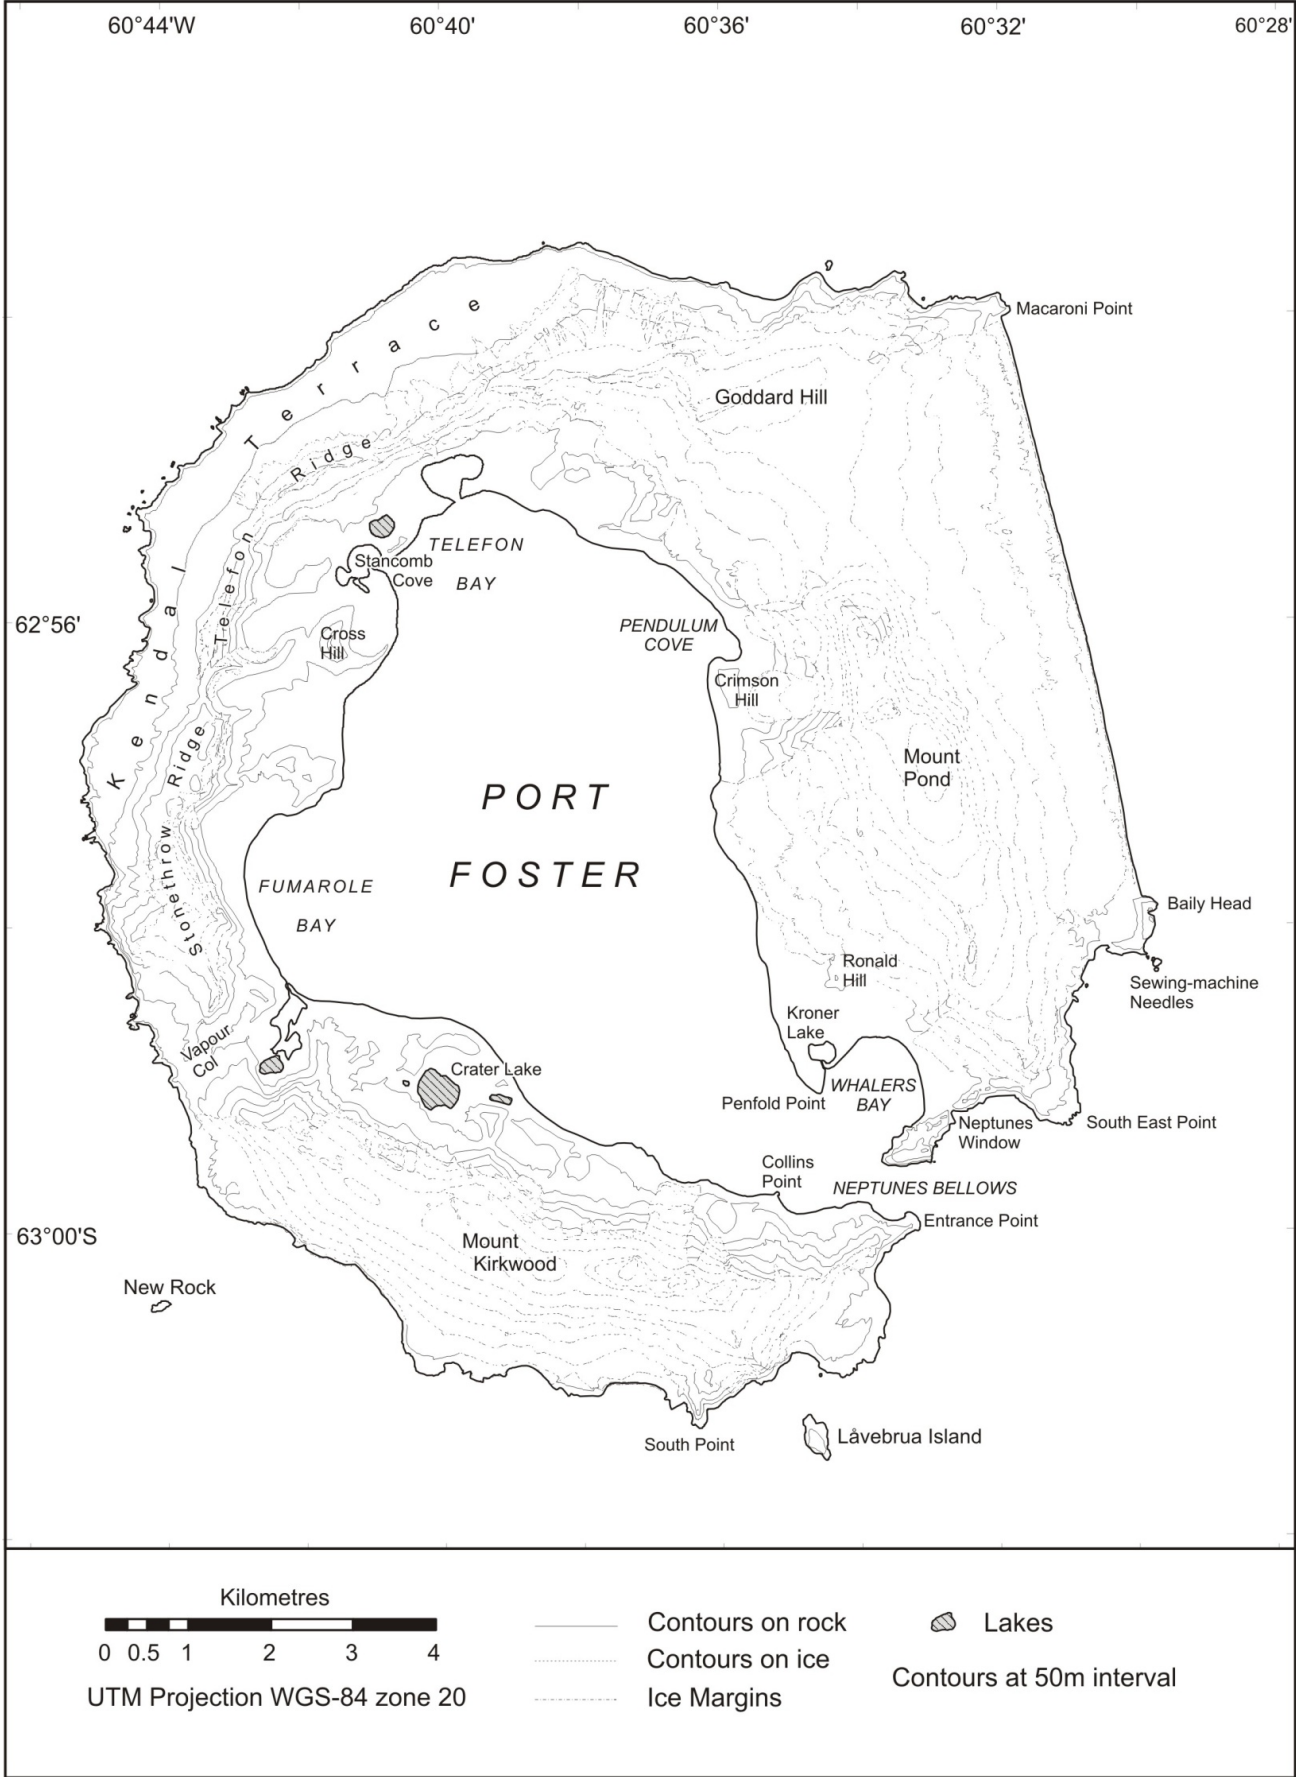 60°44'W 60°40' 60°36' 60°32' 60°28'
Macaroni Point
Kendall Terrace
Goddard Hill
Telefon Ridge
TELEFON
BAY
Stancomb
Cove
62°56'
PENDULUM
COVE
Cross
Hill
Crimson
Hill
Mount
Pond
Stonethrow Ridge
PORT
FOSTER
FUMAROLE
BAY
Baily Head
Ronald
Hill
Sewing-machine
Needles
Kroner
Lake
Vapour
Col
Crater Lake
WHALERS
BAY
Penfold Point
Neptunes
Window
South East Point
Collins
Point
NEPTUNES BELLOWS
Entrance Point
63°00'S
Mount
Kirkwood
New Rock
South Point
Låvebrua Island
Kilometres
0 0.5 1 2 3 4
UTM Projection WGS-84 zone 20
Contours on rock
Contours on ice
Ice Margins
Lakes
Contours at 50m interval